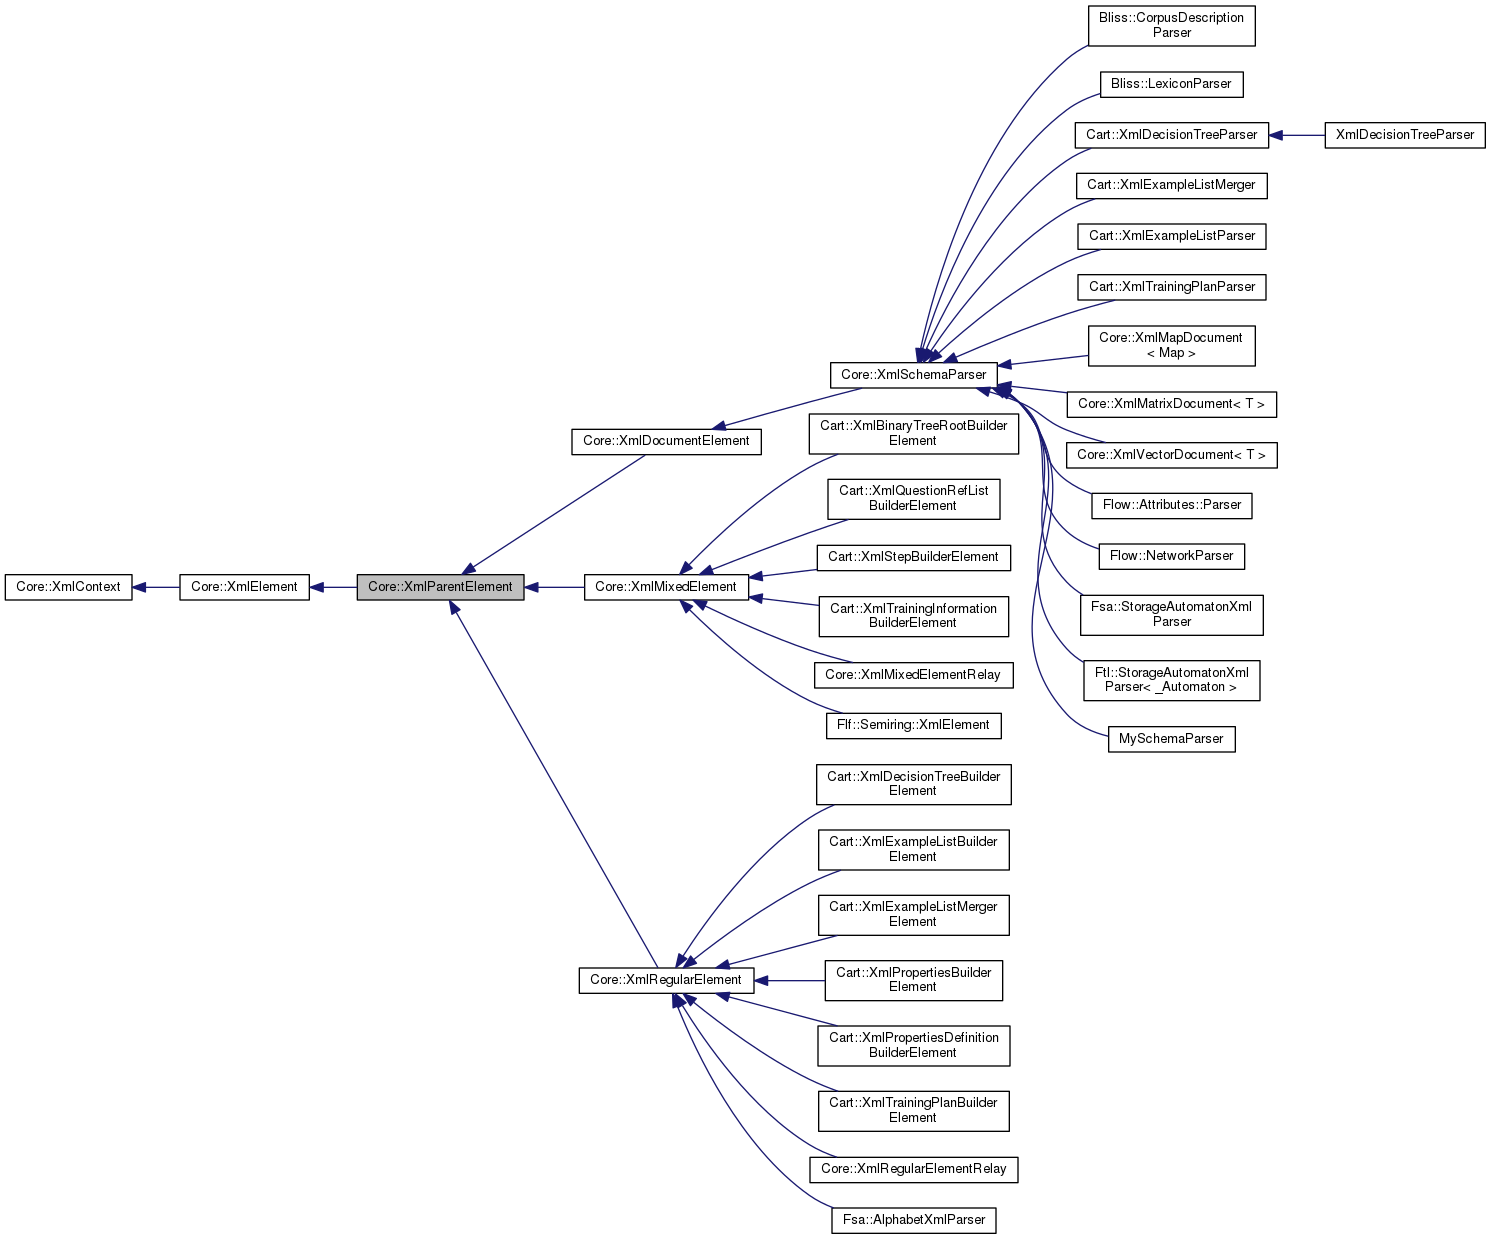 Bliss::CorpusDescription
Parser
Bliss::LexiconParser
Cart::XmlDecisionTreeParser
XmlDecisionTreeParser
Cart::XmlExampleListMerger
Cart::XmlExampleListParser
Cart::XmlTrainingPlanParser
Core::XmlMapDocument
< Map >
Core::XmlSchemaParser
Core::XmlMatrixDocument< T >
Core::XmlVectorDocument< T >
Flow::Attributes::Parser
Flow::NetworkParser
Fsa::StorageAutomatonXml
Parser
Ftl::StorageAutomatonXml
Parser< _Automaton >
MySchemaParser
Core::XmlDocumentElement
Cart::XmlBinaryTreeRootBuilder
Element
Cart::XmlQuestionRefList
BuilderElement
Cart::XmlStepBuilderElement
Core::XmlContext
Core::XmlElement
Core::XmlParentElement
Core::XmlMixedElement
Cart::XmlTrainingInformation
BuilderElement
Core::XmlMixedElementRelay
Flf::Semiring::XmlElement
Cart::XmlDecisionTreeBuilder
Element
Cart::XmlExampleListBuilder
Element
Cart::XmlExampleListMerger
Element
Core::XmlRegularElement
Cart::XmlPropertiesBuilder
Element
Cart::XmlPropertiesDefinition
BuilderElement
Cart::XmlTrainingPlanBuilder
Element
Core::XmlRegularElementRelay
Fsa::AlphabetXmlParser